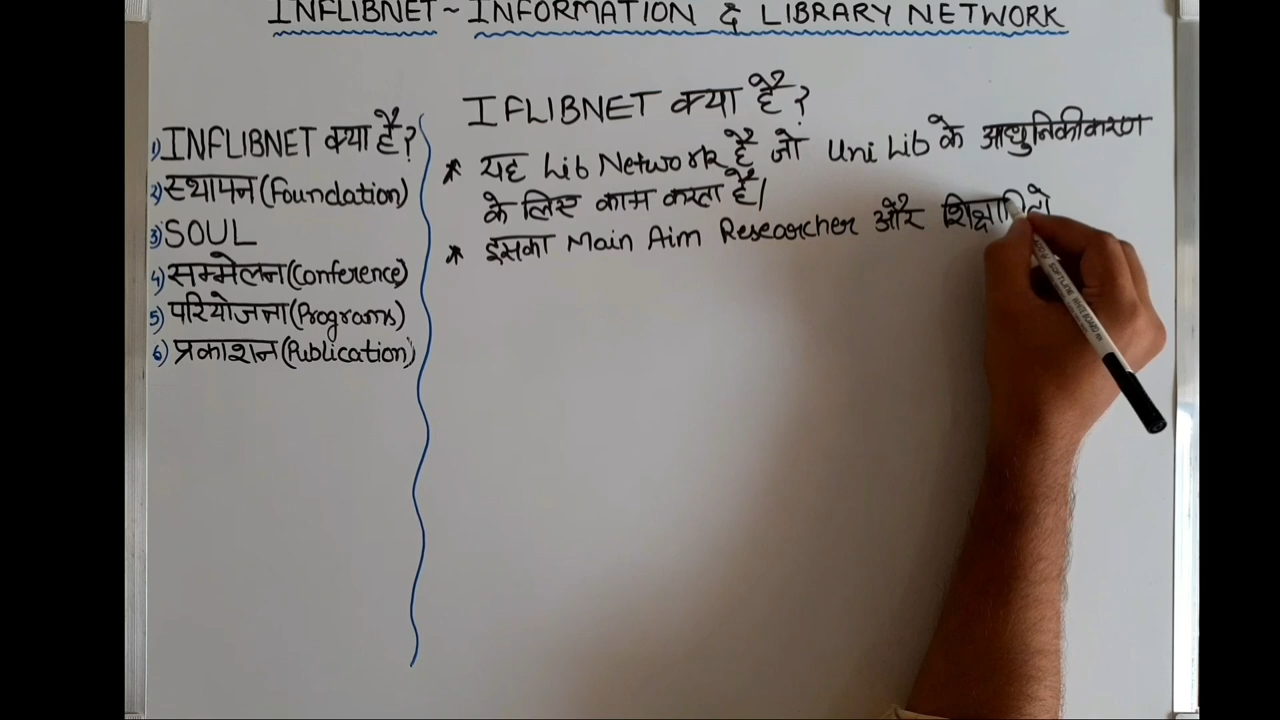 INFLIBNET ~ INFORMATION & LIBRARY NETWORK
1) INFLIBNET क्या है?
2) स्थापन (Foundation)
3) SOUL
4) सम्मेलन (Conference)
5) परियोजना (Programs)
6) प्रकाशन (Publication)
IFLIBNET क्या है?
* यह Lib Network है जो Uni Lib के आधुनिकीकरण
के लिए काम करता है।
* इसका Main Aim Researcher और